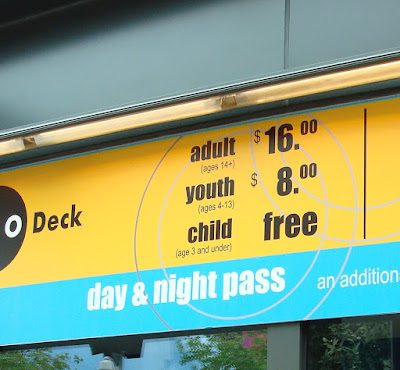 adult $16.00
(ages 14+)
youth $8.00
(ages 4-13)
child free
(age 3 and under)
O Deck
day & night pass
an addition